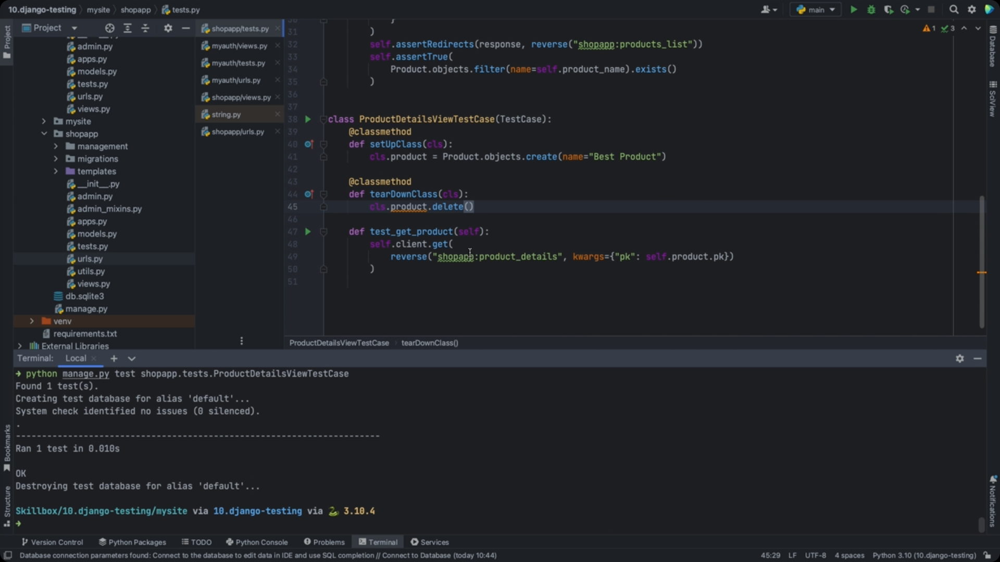 10.django-testing mysite shopapp tests.py
main
Project
Project
admin.py
apps.py
models.py
tests.py
urls.py
views.py
mysite
shopapp
management
migrations
templates
__init__.py
admin.py
admin_mixins.py
apps.py
models.py
tests.py
urls.py
utils.py
views.py
db.sqlite3
manage.py
venv
requirements.txt
External Libraries
shopapp/tests.py
myauth/views.py
myauth/tests.py
myauth/urls.py
shopapp/views.py
string.py
shopapp/urls.py
1 3
30 }
31 )
32 self.assertRedirects(response, reverse("shopapp:products_list"))
33 self.assertTrue(
34 Product.objects.filter(name=self.product_name).exists()
35 )
36
37
38 class ProductDetailsViewTestCase(TestCase):
39 @classmethod
40 def setUpClass(cls):
41 cls.product = Product.objects.create(name="Best Product")
42
43 @classmethod
44 def tearDownClass(cls):
45 cls.product.delete()
46
47 def test_get_product(self):
48 self.client.get(
49 reverse("shopapp:product_details", kwargs={"pk": self.product.pk})
50 )
51
ProductDetailsViewTestCase tearDownClass()
Database
SciView
Notifications
Bookmarks
Structure
Terminal: Local
➜ python manage.py test shopapp.tests.ProductDetailsViewTestCase
Found 1 test(s).
Creating test database for alias 'default'...
System check identified no issues (0 silenced).
.
----------------------------------------------------------------------
Ran 1 test in 0.010s
OK
Destroying test database for alias 'default'...
Skillbox/10.django-testing/mysite via 10.django-testing via 🐍 3.10.4
➜
Version Control Python Packages TODO Python Console Problems Terminal Services
Database connection parameters found: Connect to the database to edit data in IDE and use SQL completion // Connect to Database (today 10:44) 45:29 LF UTF-8 4 spaces Python 3.10 (10.django-testing)